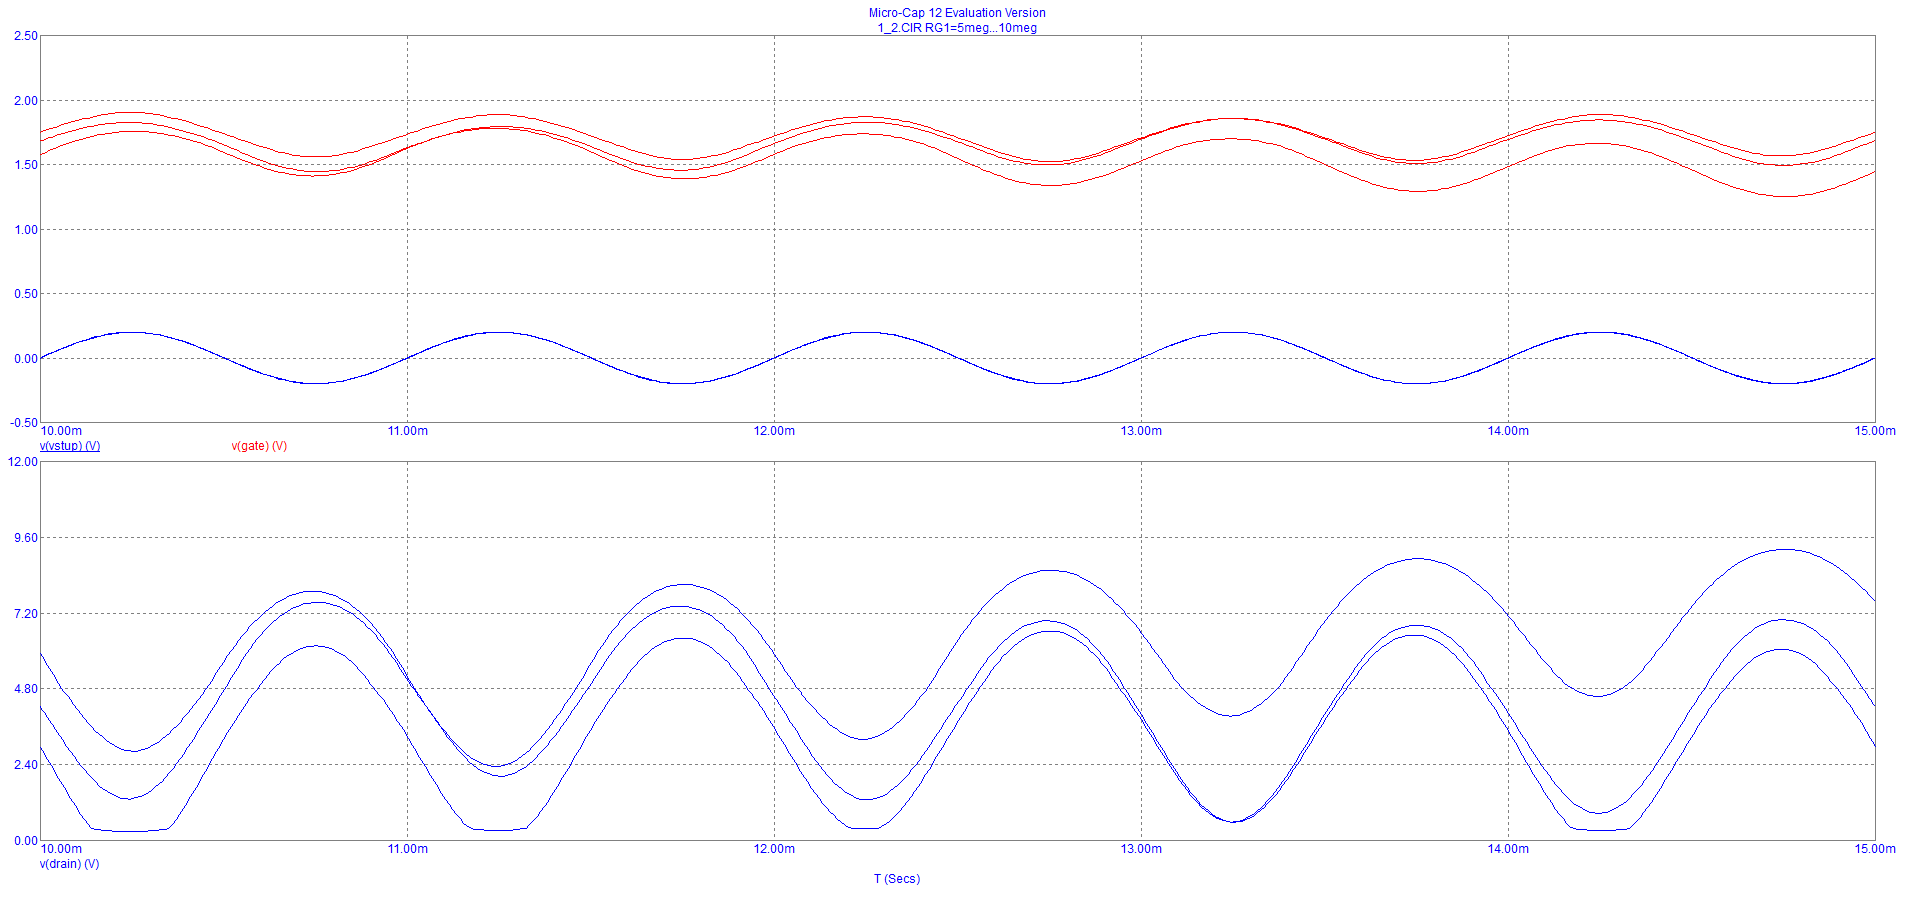 Micro-Cap 12 Evaluation Version
1_2.CIR RG1=5meg...10meg
2.50
2.00
1.50
1.00
0.50
0.00
-0.50
10.00m 11.00m 12.00m 13.00m 14.00m 15.00m
v(vstup) (V) v(gate) (V)
12.00
9.60
7.20
4.80
2.40
0.00
10.00m 11.00m 12.00m 13.00m 14.00m 15.00m
v(drain) (V)
T (Secs)